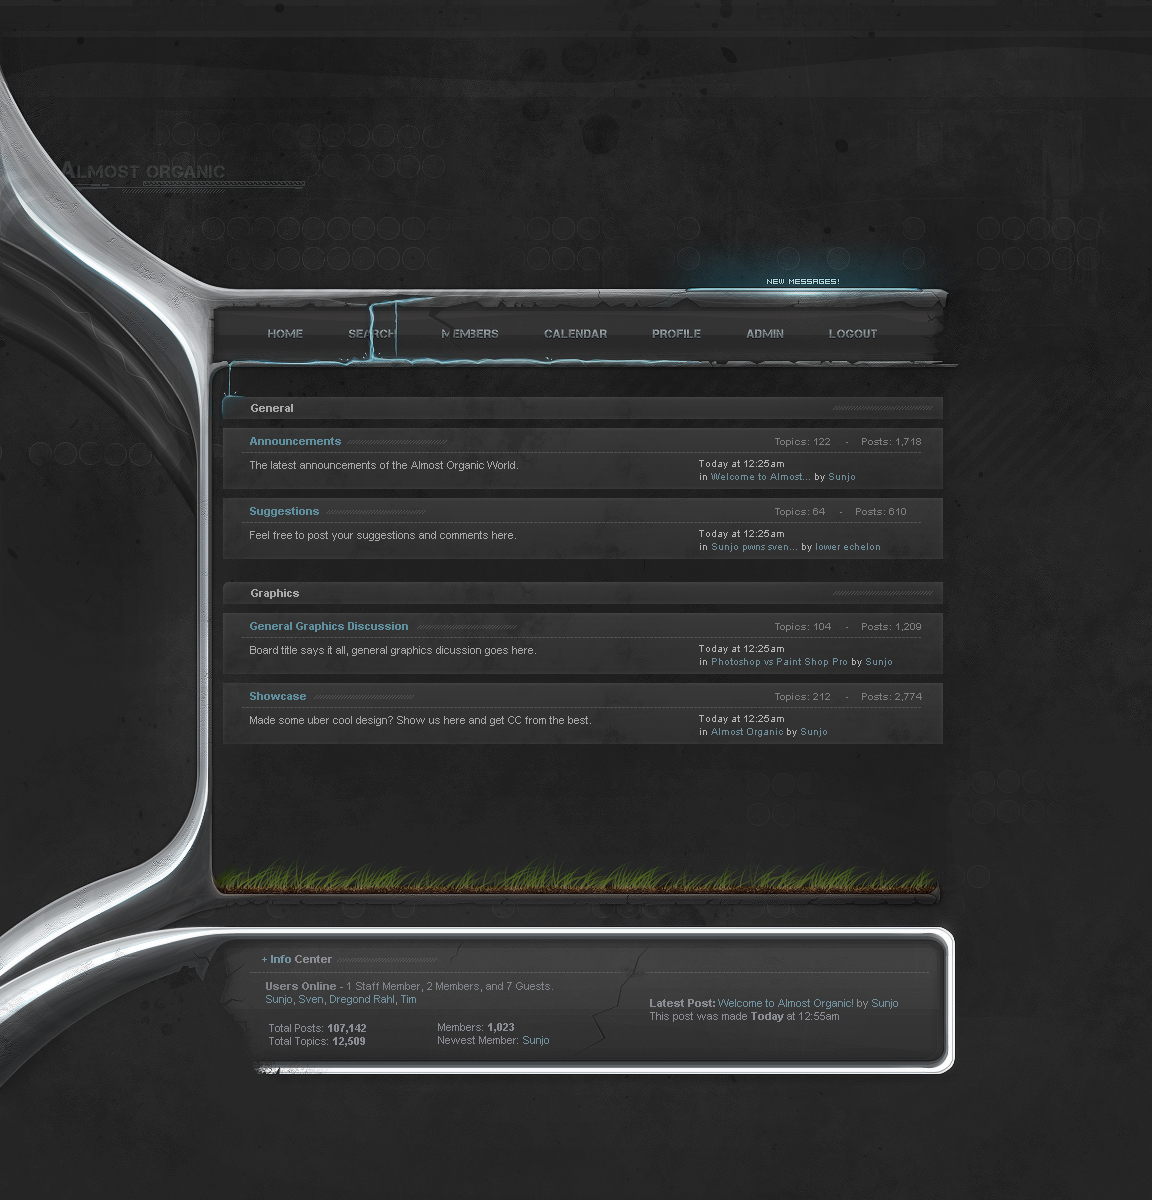 ALMOST ORGANIC
NEW MESSAGES!
HOME SEARCH MEMBERS CALENDAR PROFILE ADMIN LOGOUT
General
Announcements Topics: 122 - Posts: 1,718
The latest announcements of the Almost Organic World. Today at 12:25am
in Welcome to Almost... by Sunjo
Suggestions Topics: 64 - Posts: 610
Feel free to post your suggestions and comments here. Today at 12:25am
in Sunjo pwns sven... by lower echelon
Graphics
General Graphics Discussion Topics: 104 - Posts: 1,209
Board title says it all, general graphics dicussion goes here. Today at 12:25am
in Photoshop vs Paint Shop Pro by Sunjo
Showcase Topics: 212 - Posts: 2,774
Made some uber cool design? Show us here and get CC from the best. Today at 12:25am
in Almost Organic by Sunjo
+ Info Center
Users Online - 1 Staff Member, 2 Members, and 7 Guests.
Sunjo, Sven, Dregond Rahl, Tim
Latest Post: Welcome to Almost Organic! by Sunjo
This post was made Today at 12:55am
Total Posts: 107,142 Members: 1,023
Total Topics: 12,509 Newest Member: Sunjo